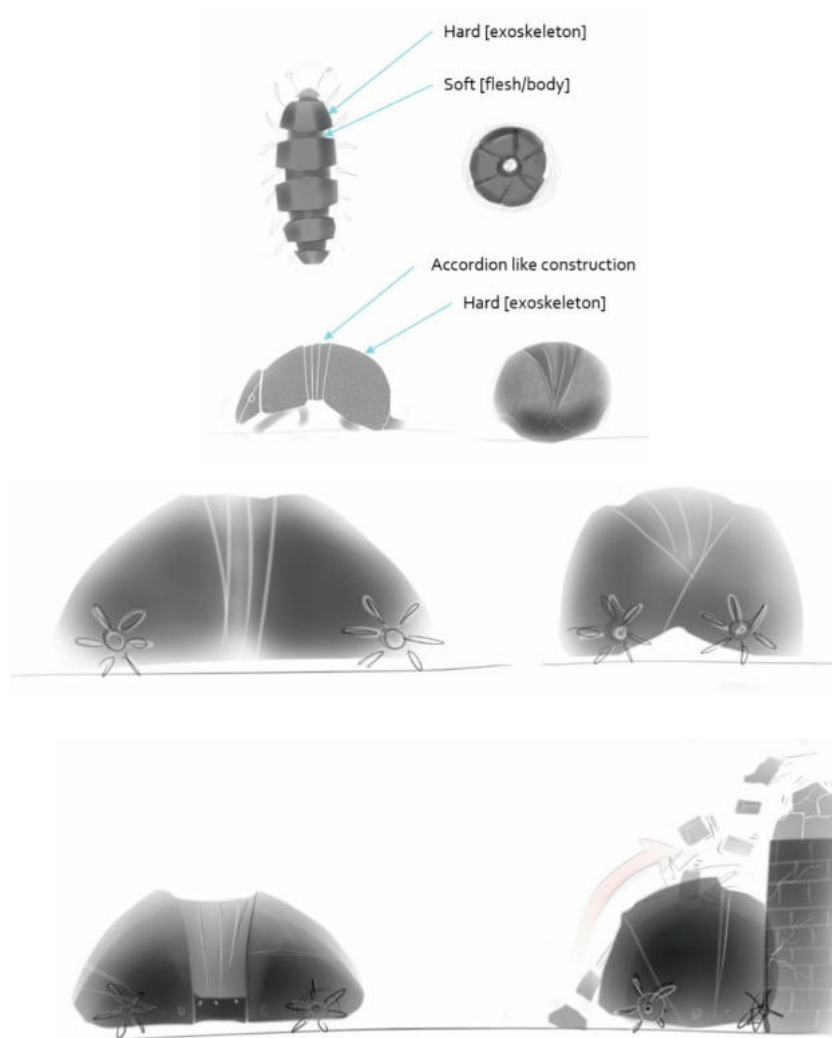 Hard [exoskeleton]
Soft [flesh/body]
Accordion like construction
Hard [exoskeleton]